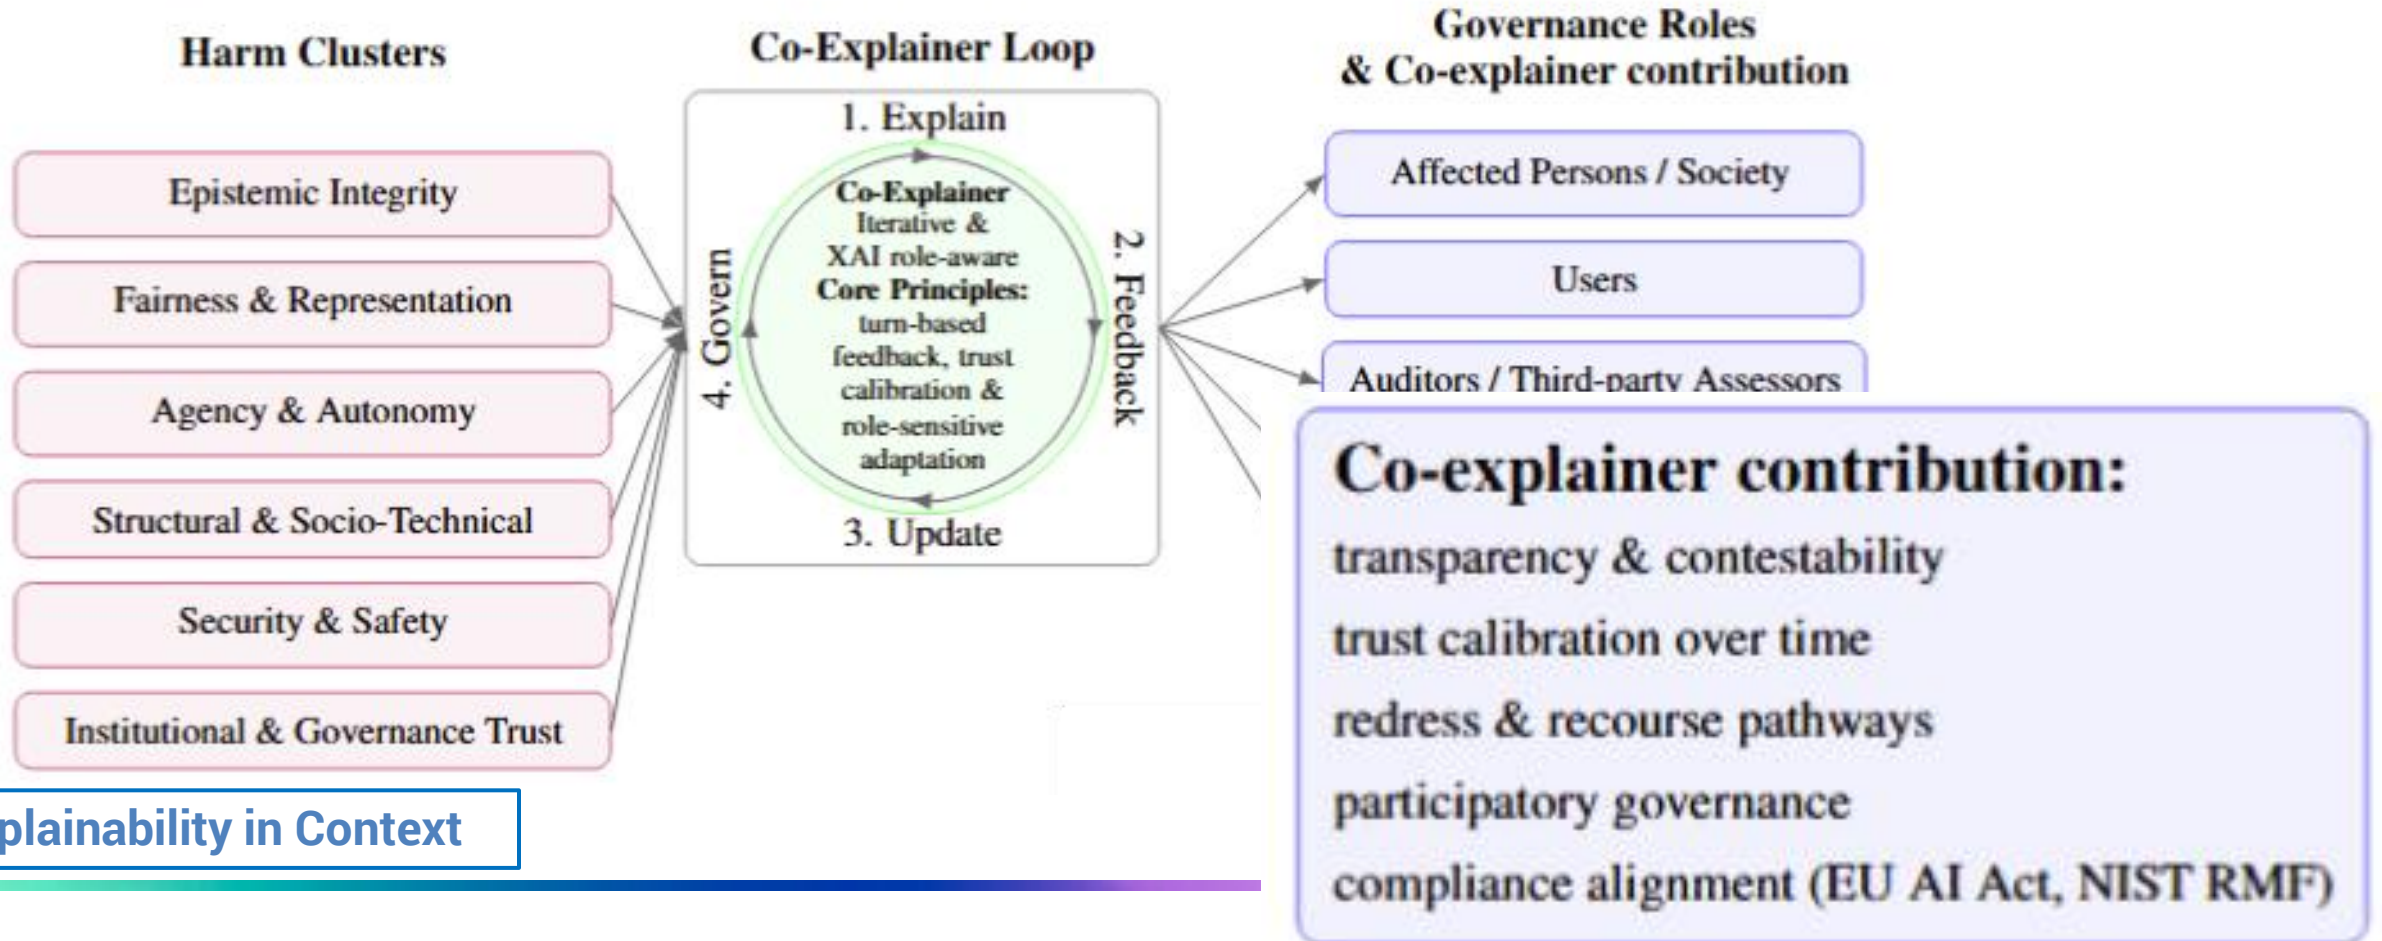 Harm Clusters
Epistemic Integrity
Fairness & Representation
Agency & Autonomy
Structural & Socio-Technical
Security & Safety
Institutional & Governance Trust
Co-Explainer Loop
1. Explain
2. Feedback
3. Update
4. Govern
Co-Explainer
Iterative &
XAI role-aware
Core Principles:
turn-based
feedback, trust
calibration &
role-sensitive
adaptation
Governance Roles
& Co-explainer contribution
Affected Persons / Society
Users
Auditors / Third-party Assessors
Co-explainer contribution:
transparency & contestability
trust calibration over time
redress & recourse pathways
participatory governance
compliance alignment (EU AI Act, NIST RMF)
plainability in Context